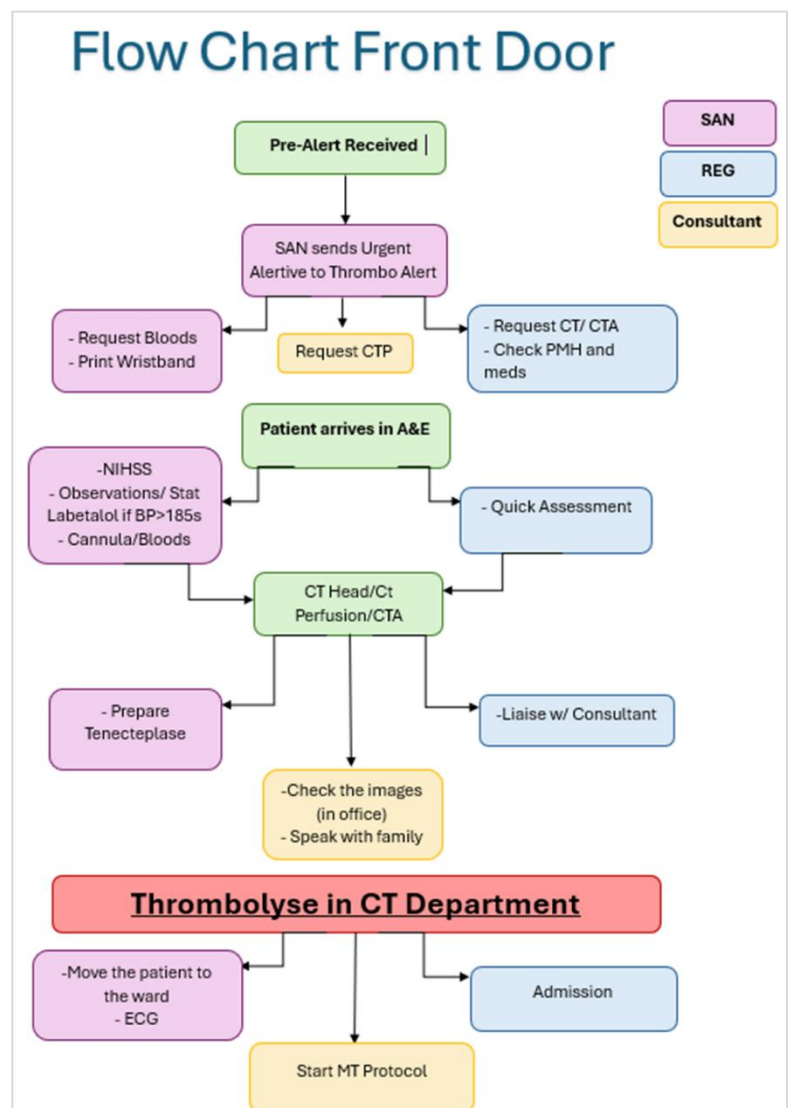 Flow Chart Front Door
SAN
REG
Consultant
Pre-Alert Received
SAN sends Urgent
Alertive to Thrombo Alert
- Request Bloods
- Print Wristband
Request CTP
- Request CT/ CTA
- Check PMH and
meds
Patient arrives in A&E
-NIHSS
- Observations/ Stat
Labetalol if BP>185s
- Cannula/Bloods
- Quick Assessment
CT Head/Ct
Perfusion/CTA
- Prepare
Tenecteplase
-Liaise w/ Consultant
-Check the images
(in office)
- Speak with family
Thrombolyse in CT Department
-Move the patient to
the ward
- ECG
Admission
Start MT Protocol